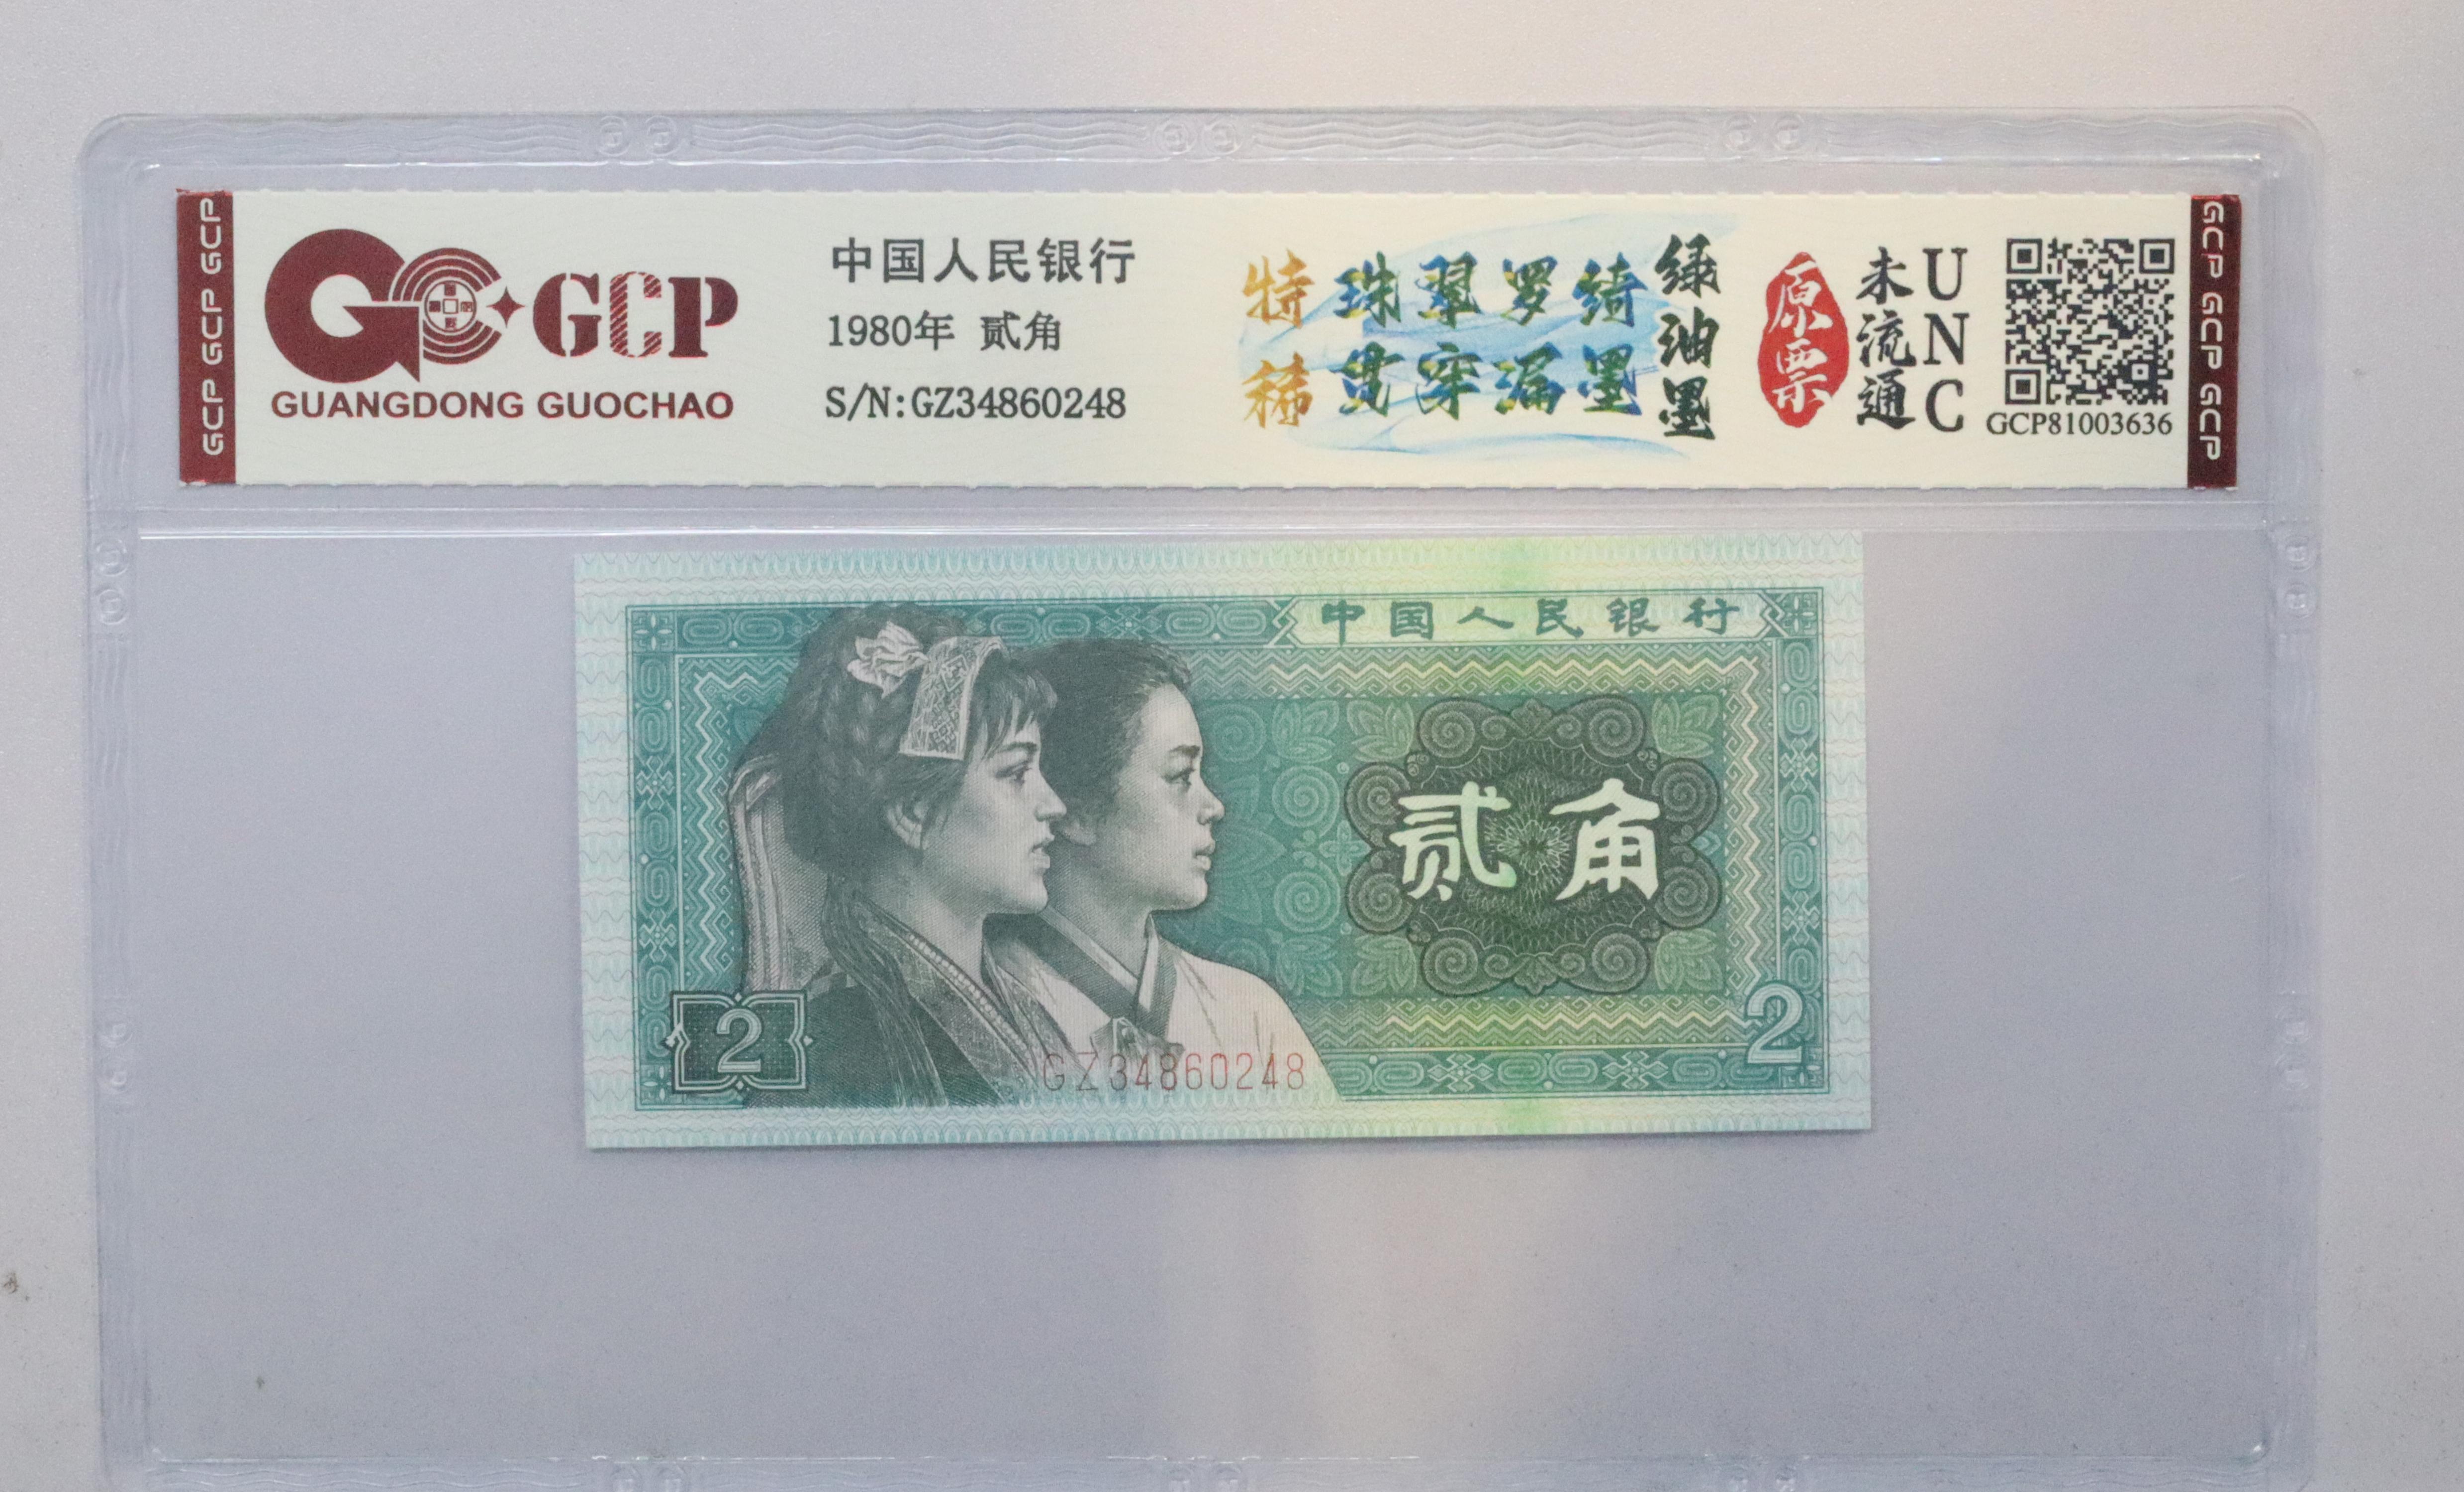 GCP GCP GCP
GCP
GUANGDONG GUOCHAO
中国人民银行
1980年 贰角
S/N:GZ34860248
特稀
珠翠罗绮
贯穿漏墨
绿油墨
原票
未流通
UNC
GCP81003636
GCP GCP GCP
中国人民银行
贰角
2
2
GZ34860248